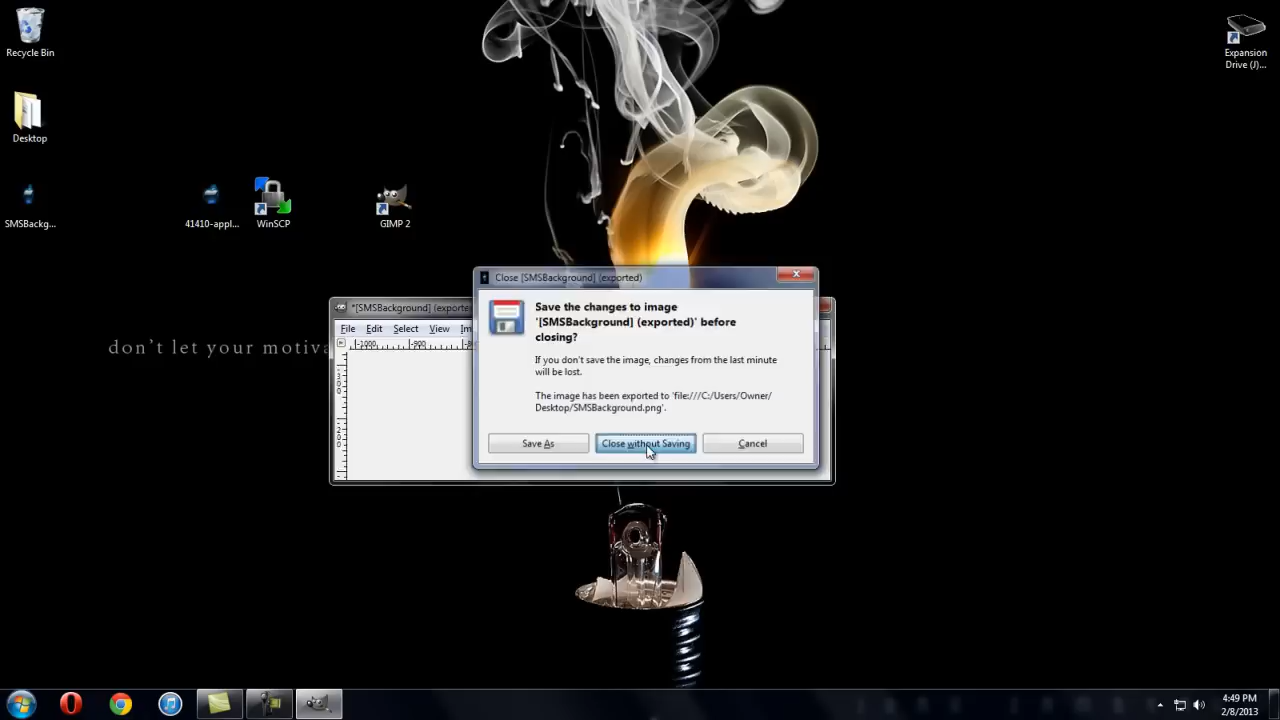 Recycle Bin
Expansion
Drive (J)...
Desktop
SMSBackg...
41410-appl...
WinSCP
GIMP 2
Close [SMSBackground] (exported)
*[SMSBackground] (exporte
Save the changes to image
'[SMSBackground] (exported)' before
closing?
File Edit Select View Im
-1000 -900
don't let your motiva
If you don't save the image, changes from the last minute
will be lost.
The image has been exported to 'file:///C:/Users/Owner/
Desktop/SMSBackground.png'.
Save As
Close without Saving
Cancel
4:49 PM
2/8/2013